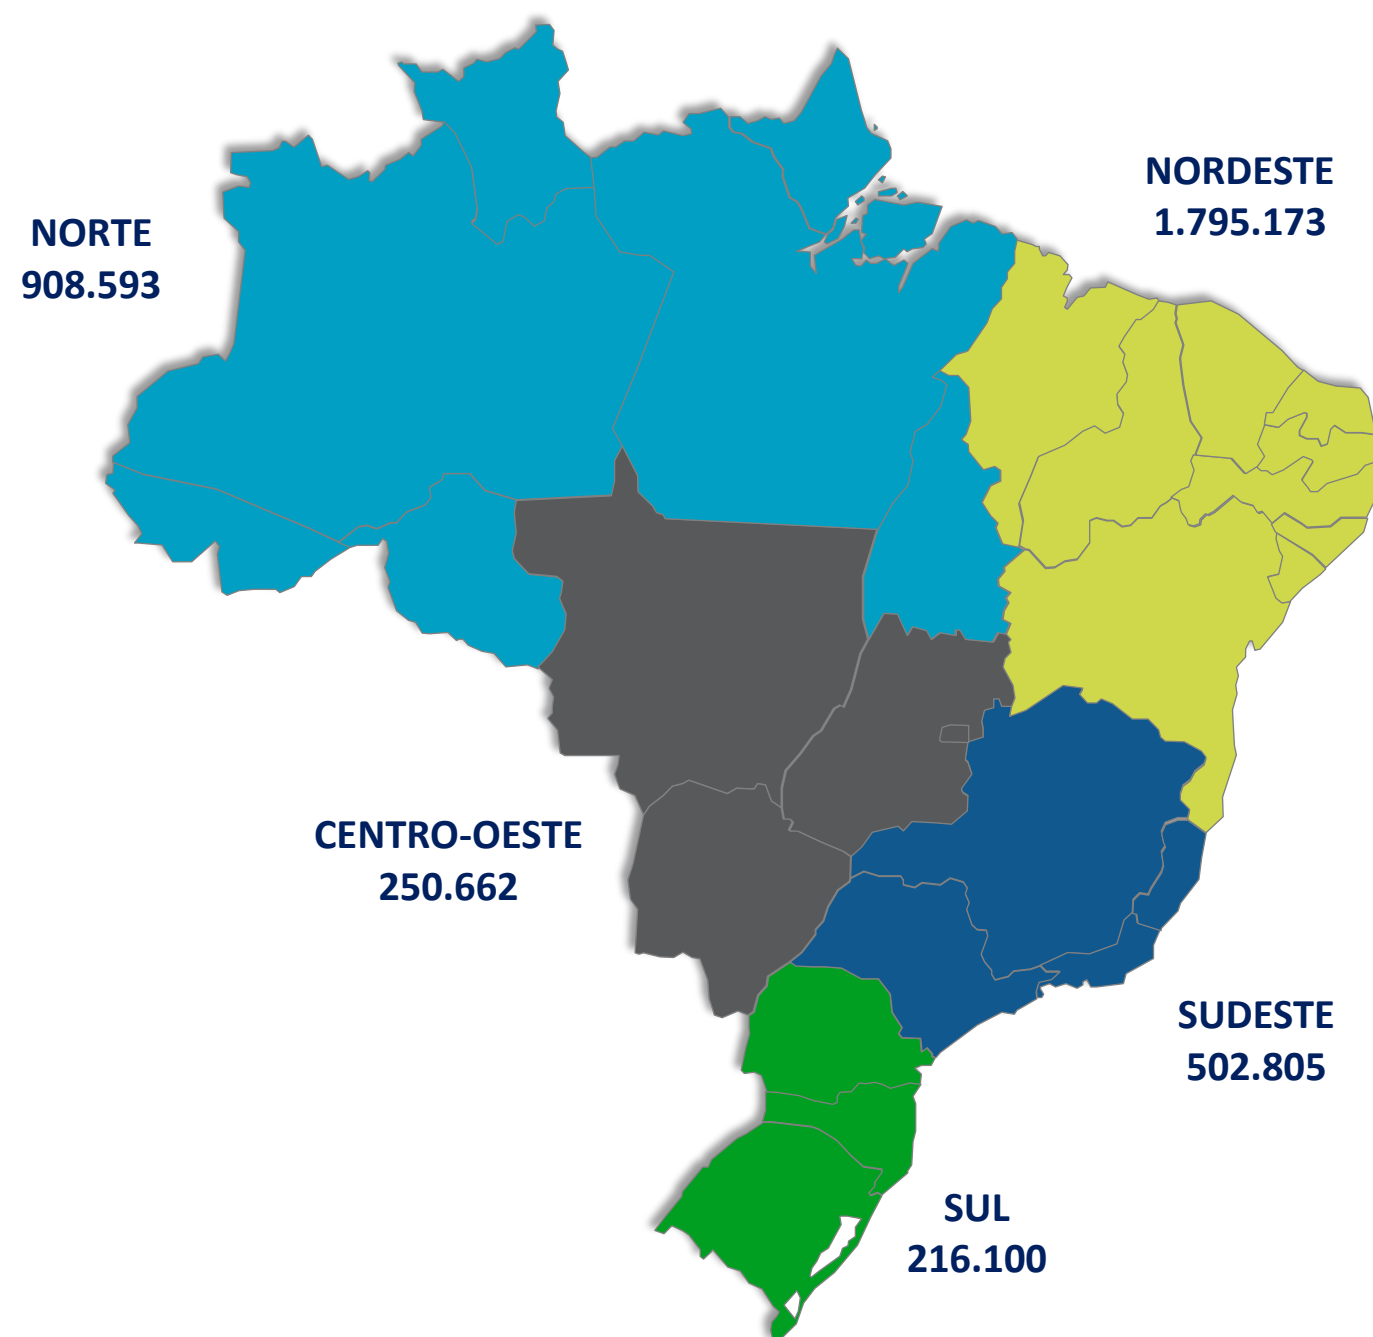 NORDESTE
1.795.173
NORTE
908.593
CENTRO-OESTE
250.662
SUDESTE
502.805
SUL
216.100